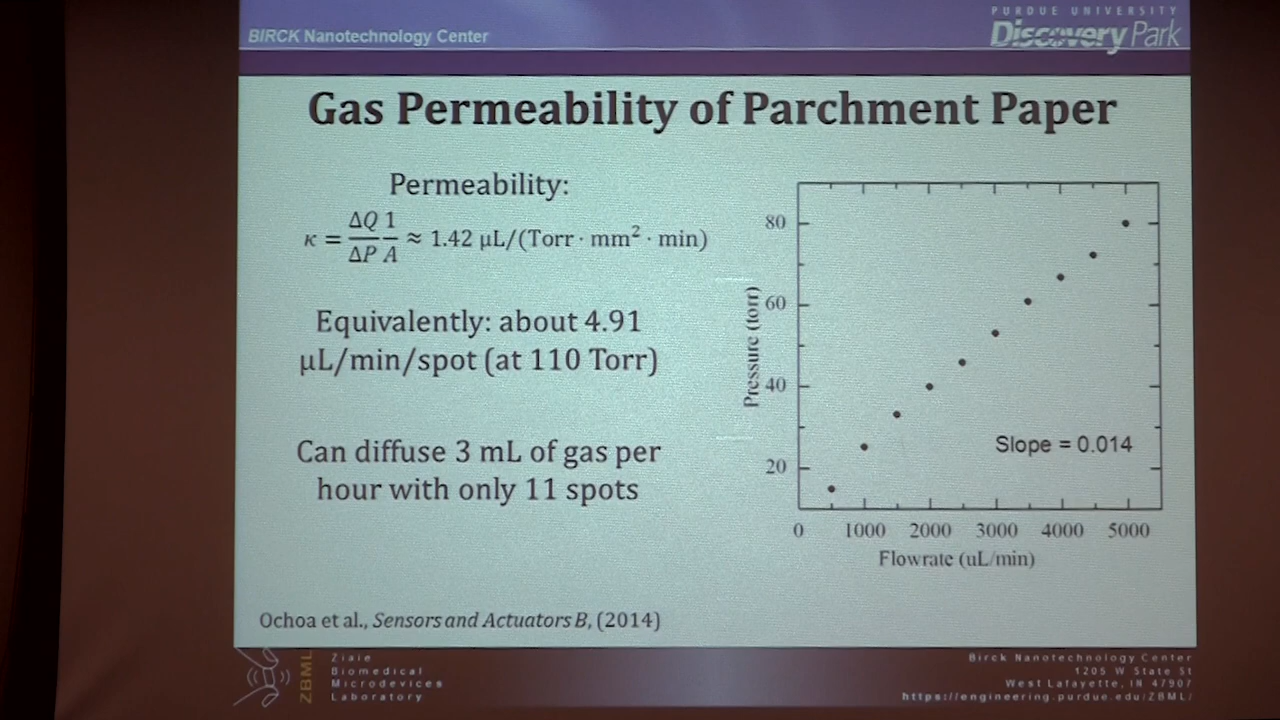 BIRCK Nanotechnology Center
PURDUE UNIVERSITY
Discovery Park
Gas Permeability of Parchment Paper
Permeability:
κ = ΔQ/ΔP 1/A ≈ 1.42 μL/(Torr · mm² · min)
Equivalently: about 4.91
μL/min/spot (at 110 Torr)
Can diffuse 3 mL of gas per
hour with only 11 spots
Pressure (torr)
80
60
40
20
Slope = 0.014
0 1000 2000 3000 4000 5000
Flowrate (uL/min)
Ochoa et al., Sensors and Actuators B, (2014)
ZBML
Ziaie
Biomedical
Microdevices
Laboratory
Birck Nanotechnology Center
1205 W State St
West Lafayette, IN 47907
https://engineering.purdue.edu/ZBML/